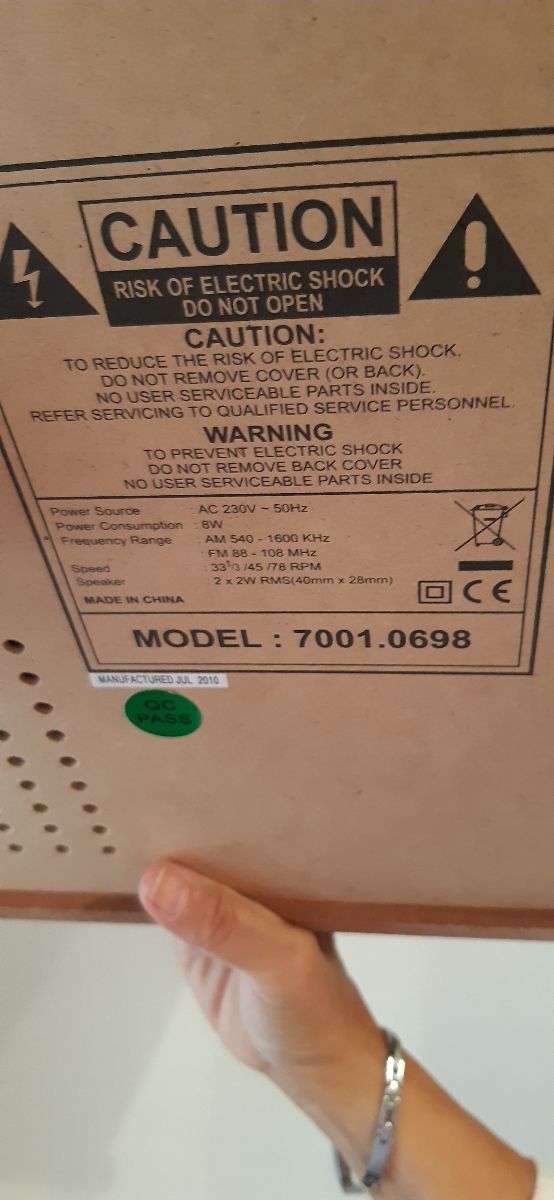 CAUTION
RISK OF ELECTRIC SHOCK
DO NOT OPEN
CAUTION:
TO REDUCE THE RISK OF ELECTRIC SHOCK.
DO NOT REMOVE COVER (OR BACK).
NO USER SERVICEABLE PARTS INSIDE.
REFER SERVICING TO QUALIFIED SERVICE PERSONNEL.
WARNING
TO PREVENT ELECTRIC SHOCK
DO NOT REMOVE BACK COVER
NO USER SERVICEABLE PARTS INSIDE
Power Source : AC 230V ~ 50Hz
Power Consumption : 8W
Frequency Range : AM 540 - 1600 KHz
: FM 88 - 108 MHz
Speed : 33 1/3 /45 /78 RPM
Speaker : 2 x 2W RMS(40mm x 28mm)
MADE IN CHINA
CE
MODEL : 7001.0698
MANUFACTURED JUL 2010
QC
PASS